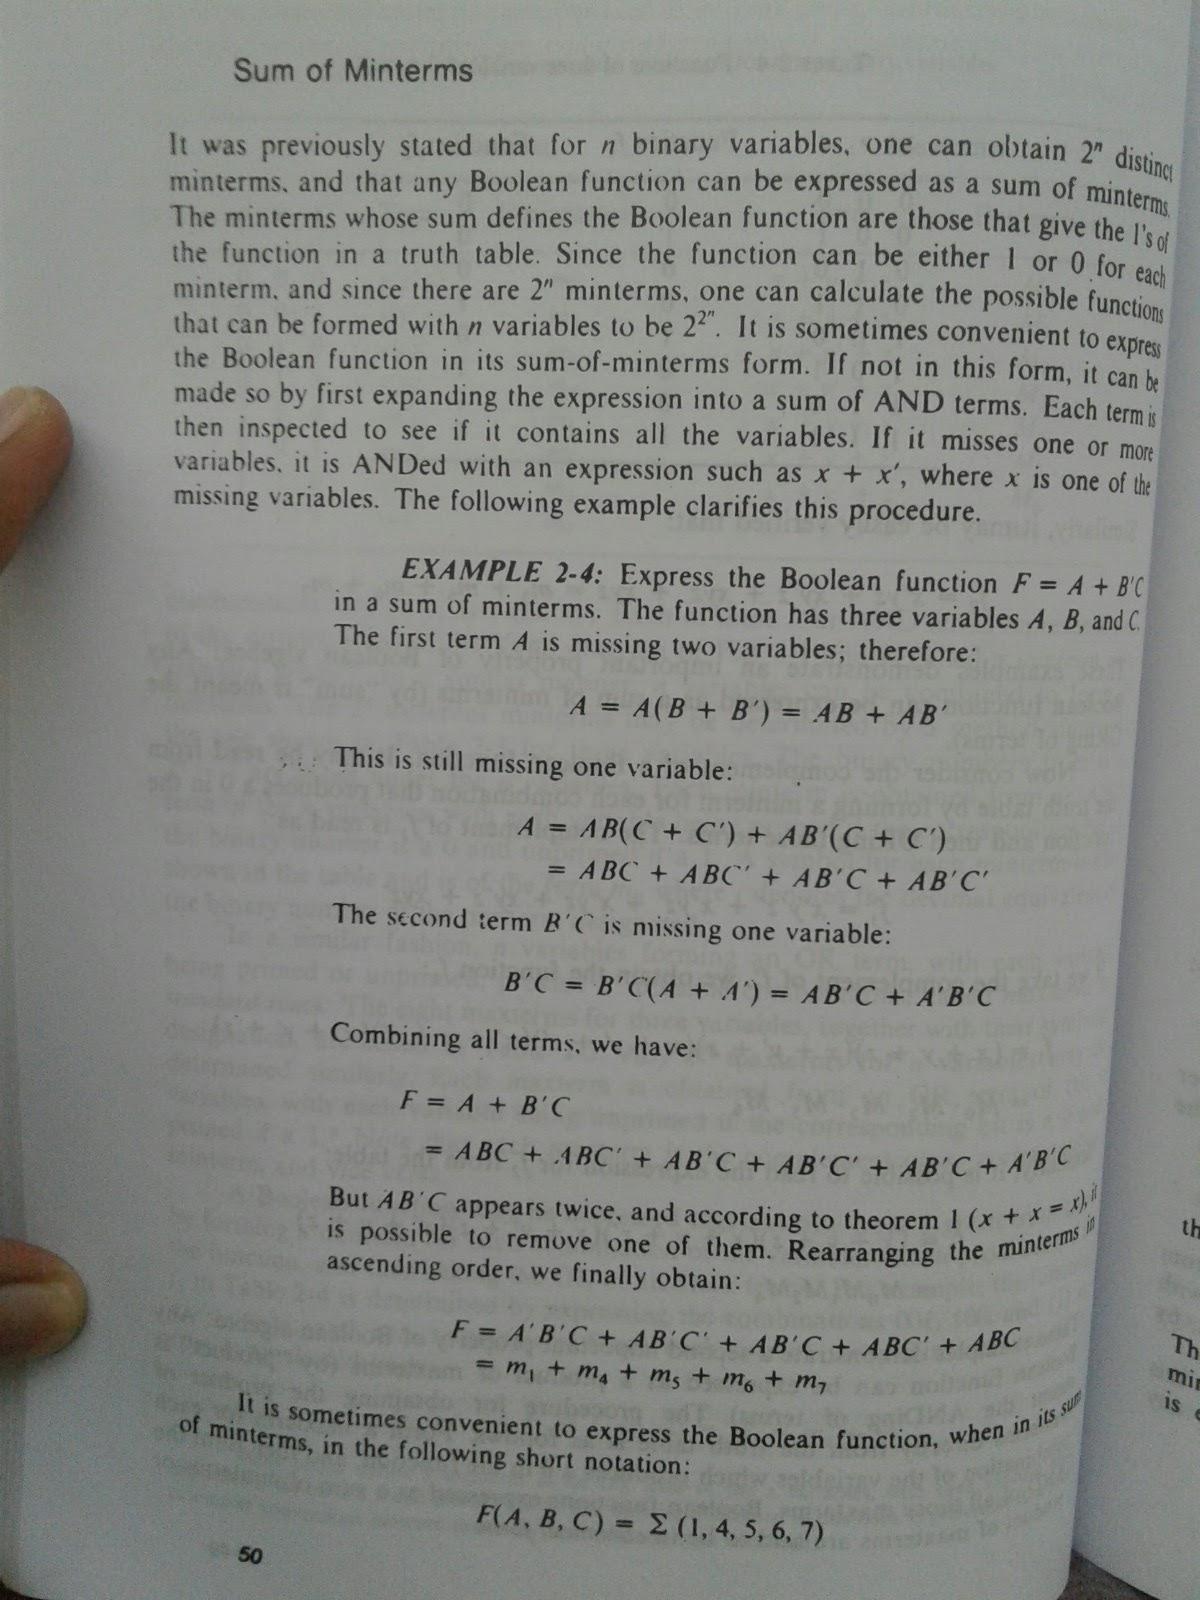 Sum of Minterms
It was previously stated that for n binary variables, one can obtain 2ⁿ distinct
minterms, and that any Boolean function can be expressed as a sum of minterms.
The minterms whose sum defines the Boolean function are those that give the 1's of
the function in a truth table. Since the function can be either 1 or 0 for each
minterm, and since there are 2ⁿ minterms, one can calculate the possible functions
that can be formed with n variables to be 2^2ⁿ. It is sometimes convenient to express
the Boolean function in its sum-of-minterms form. If not in this form, it can be
made so by first expanding the expression into a sum of AND terms. Each term is
then inspected to see if it contains all the variables. If it misses one or more
variables, it is ANDed with an expression such as x + x′, where x is one of the
missing variables. The following example clarifies this procedure.
EXAMPLE 2-4: Express the Boolean function F = A + B′C
in a sum of minterms. The function has three variables A, B, and C.
The first term A is missing two variables; therefore:
A = A(B + B′) = AB + AB′
This is still missing one variable:
A = AB(C + C′) + AB′(C + C′)
= ABC + ABC′ + AB′C + AB′C′
The second term B′C is missing one variable:
B′C = B′C(A + A′) = AB′C + A′B′C
Combining all terms, we have:
F = A + B′C
= ABC + ABC′ + AB′C + AB′C′ + AB′C + A′B′C
But AB′C appears twice, and according to theorem 1 (x + x = x), it
is possible to remove one of them. Rearranging the minterms in
ascending order, we finally obtain:
F = A′B′C + AB′C′ + AB′C + ABC′ + ABC
= m₁ + m₄ + m₅ + m₆ + m₇
It is sometimes convenient to express the Boolean function, when in its sum
of minterms, in the following short notation:
F(A, B, C) = Σ (1, 4, 5, 6, 7)
50